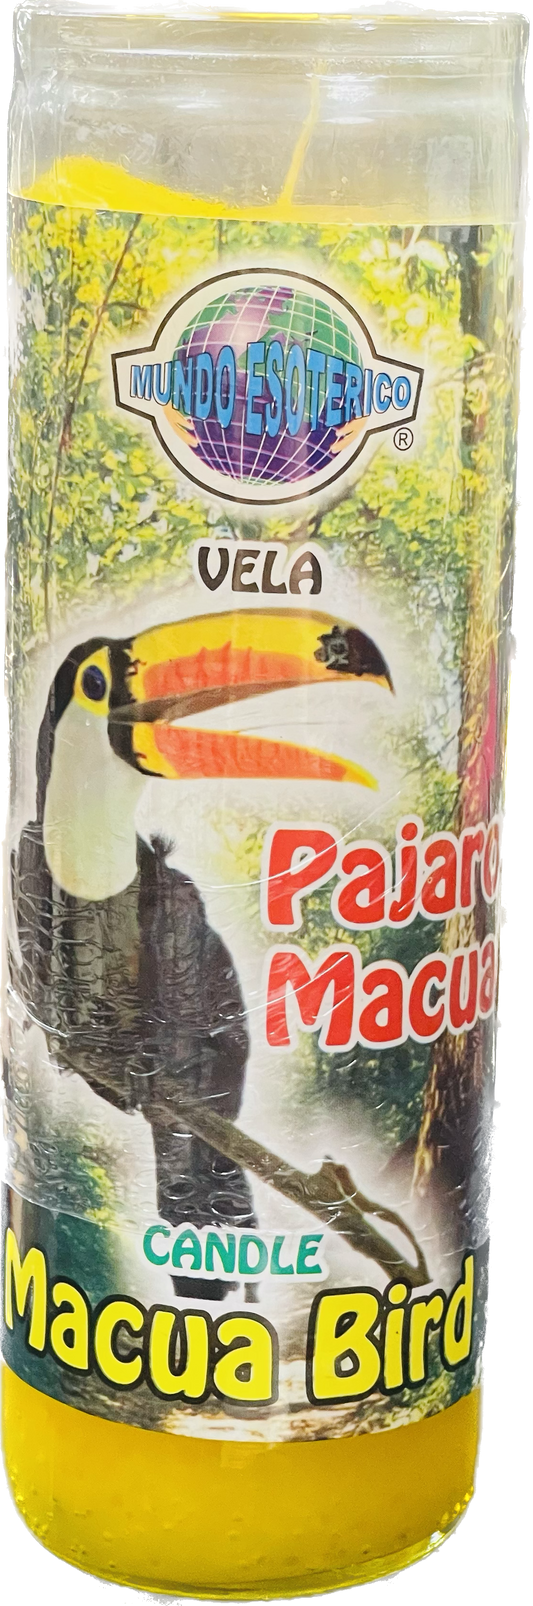 MUNDO ESOTERICO
®
VELA
Pajaro
Macua
CANDLE
Macua Bird